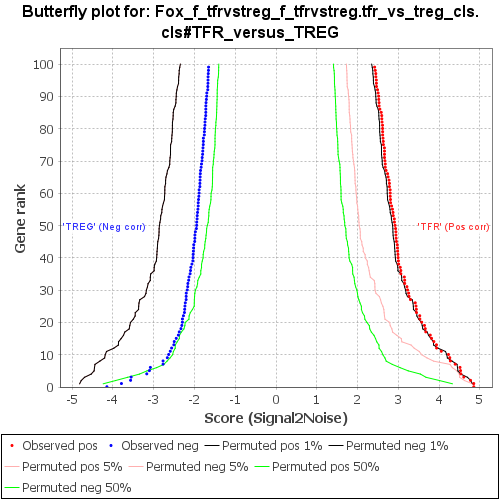 Butterfly plot for: Fox_f_tfrvstreg_f_tfrvstreg.tfr_vs_treg_cls.
cls#TFR_versus_TREG
Gene rank
100
90
80
70
60
50
40
30
20
10
0
'TREG' (Neg corr)
'TFR' (Pos corr)
-5 -4 -3 -2 -1 0 1 2 3 4 5
Score (Signal2Noise)
Observed pos Observed neg Permuted pos 1% Permuted neg 1%
Permuted pos 5% Permuted neg 5% Permuted pos 50%
Permuted neg 50%